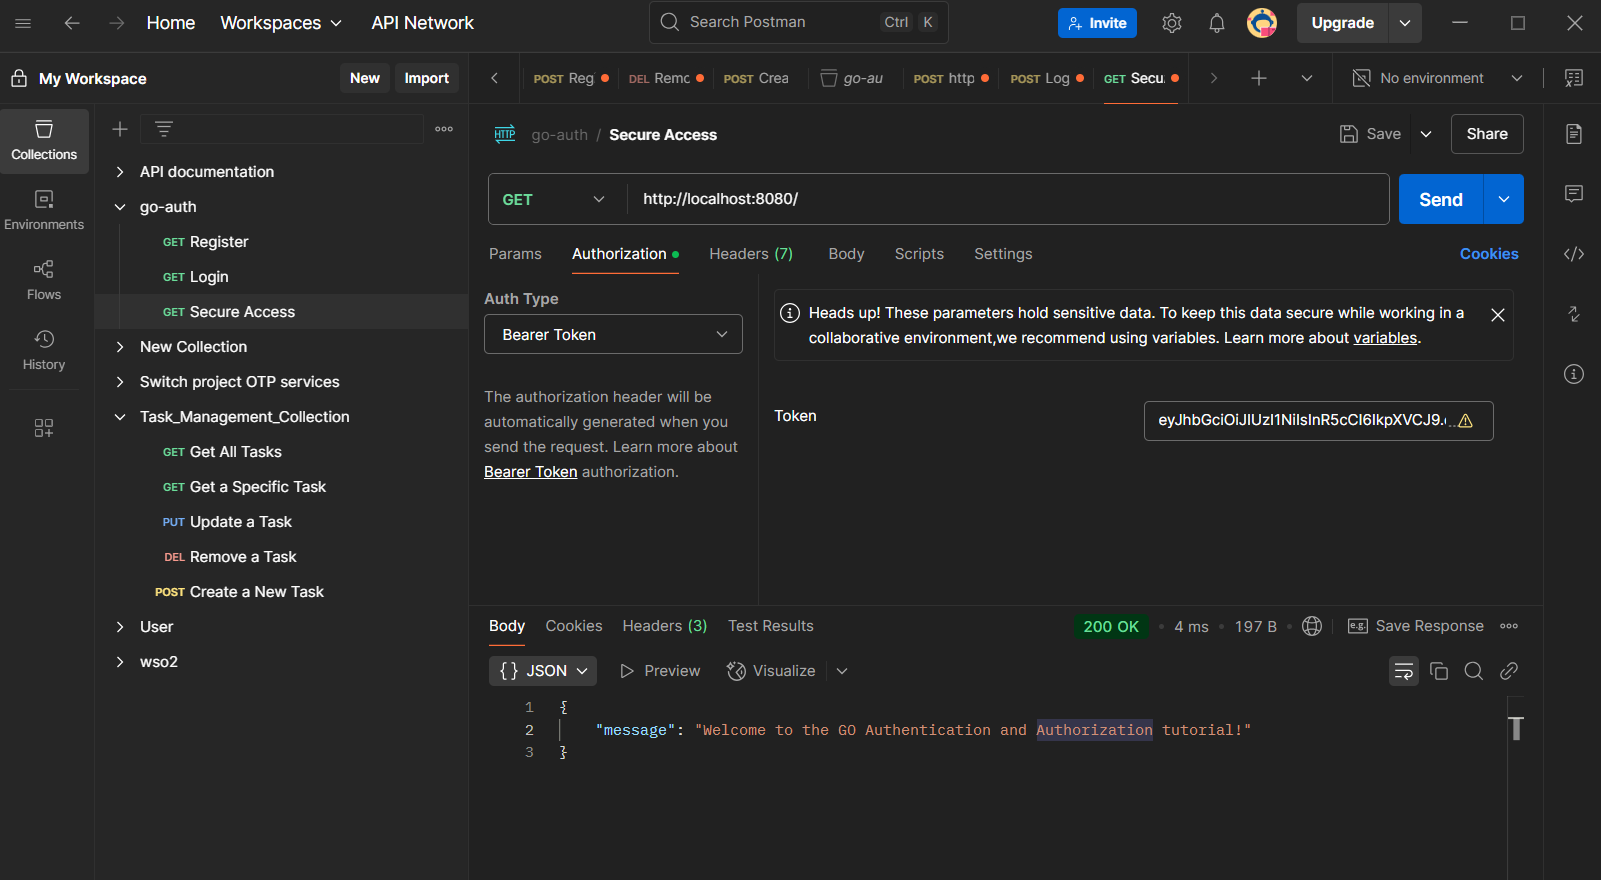 Home Workspaces API Network Search Postman Ctrl K Invite Upgrade
My Workspace New Import
POST Reg DEL Remo POST Crea go-au POST http POST Log GET Secu No environment
Collections
Environments
Flows
History
API documentation
go-auth
GET Register
GET Login
GET Secure Access
New Collection
Switch project OTP services
Task_Management_Collection
GET Get All Tasks
GET Get a Specific Task
PUT Update a Task
DEL Remove a Task
POST Create a New Task
User
wso2
HTTP go-auth / Secure Access Save Share
GET http://localhost:8080/ Send
Params Authorization Headers (7) Body Scripts Settings Cookies
Auth Type
Bearer Token
The authorization header will be
automatically generated when you
send the request. Learn more about
Bearer Token authorization.
Heads up! These parameters hold sensitive data. To keep this data secure while working in a
collaborative environment,we recommend using variables. Learn more about variables.
Token
eyJhbGciOiJIUzI1NiIsInR5cCI6IkpXVCJ9.
Body Cookies Headers (3) Test Results 200 OK • 4 ms • 197 B • e.g. Save Response
{} JSON Preview Visualize
1 {
2 "message": "Welcome to the GO Authentication and Authorization tutorial!"
3 }